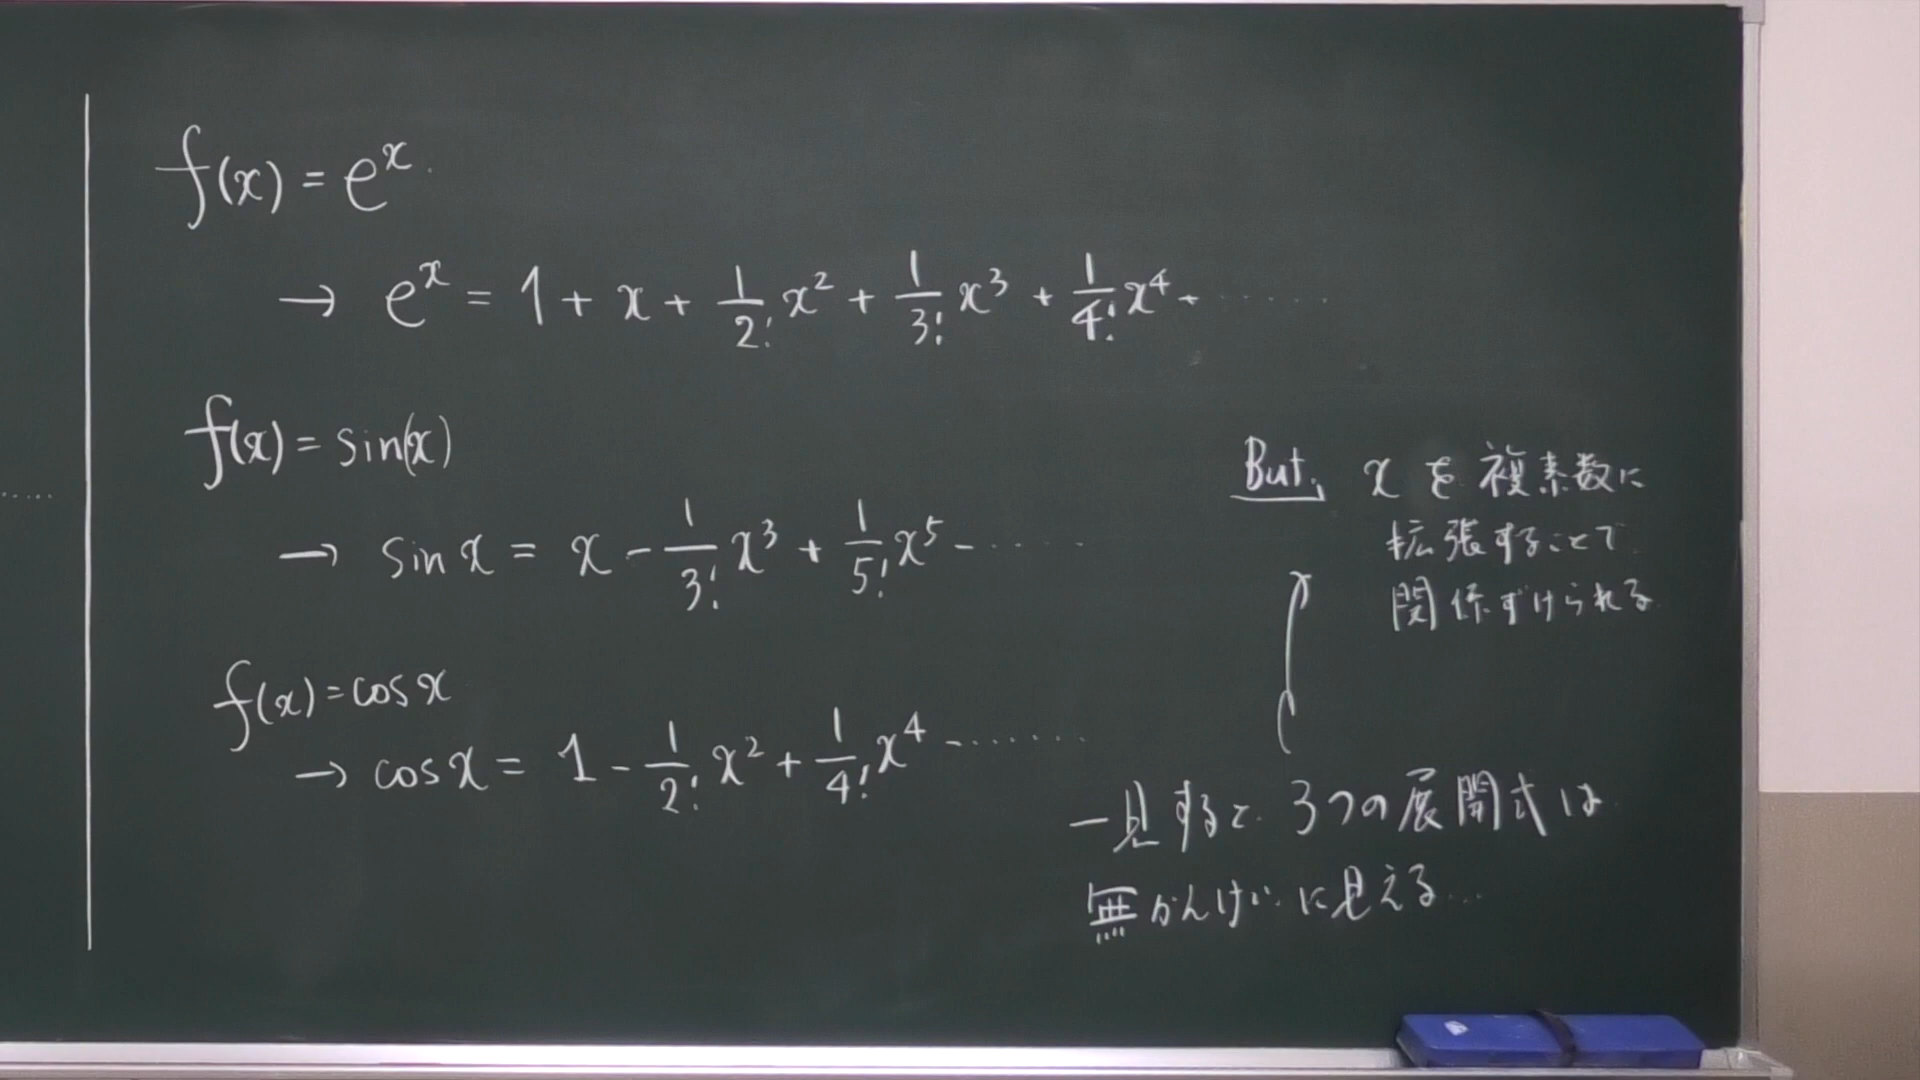 f(x) = e^x
→ e^x = 1 + x + 1/2! x^2 + 1/3! x^3 + 1/4! x^4 + ......
f(x) = sin(x)
→ sin x = x - 1/3! x^3 + 1/5! x^5 - ......
f(x) = cos x
→ cos x = 1 - 1/2! x^2 + 1/4! x^4 - .......
But, x を複素数に
拡張することで
関係ずけられる
一見すると 3つの展開式は
無かんけいに見える...